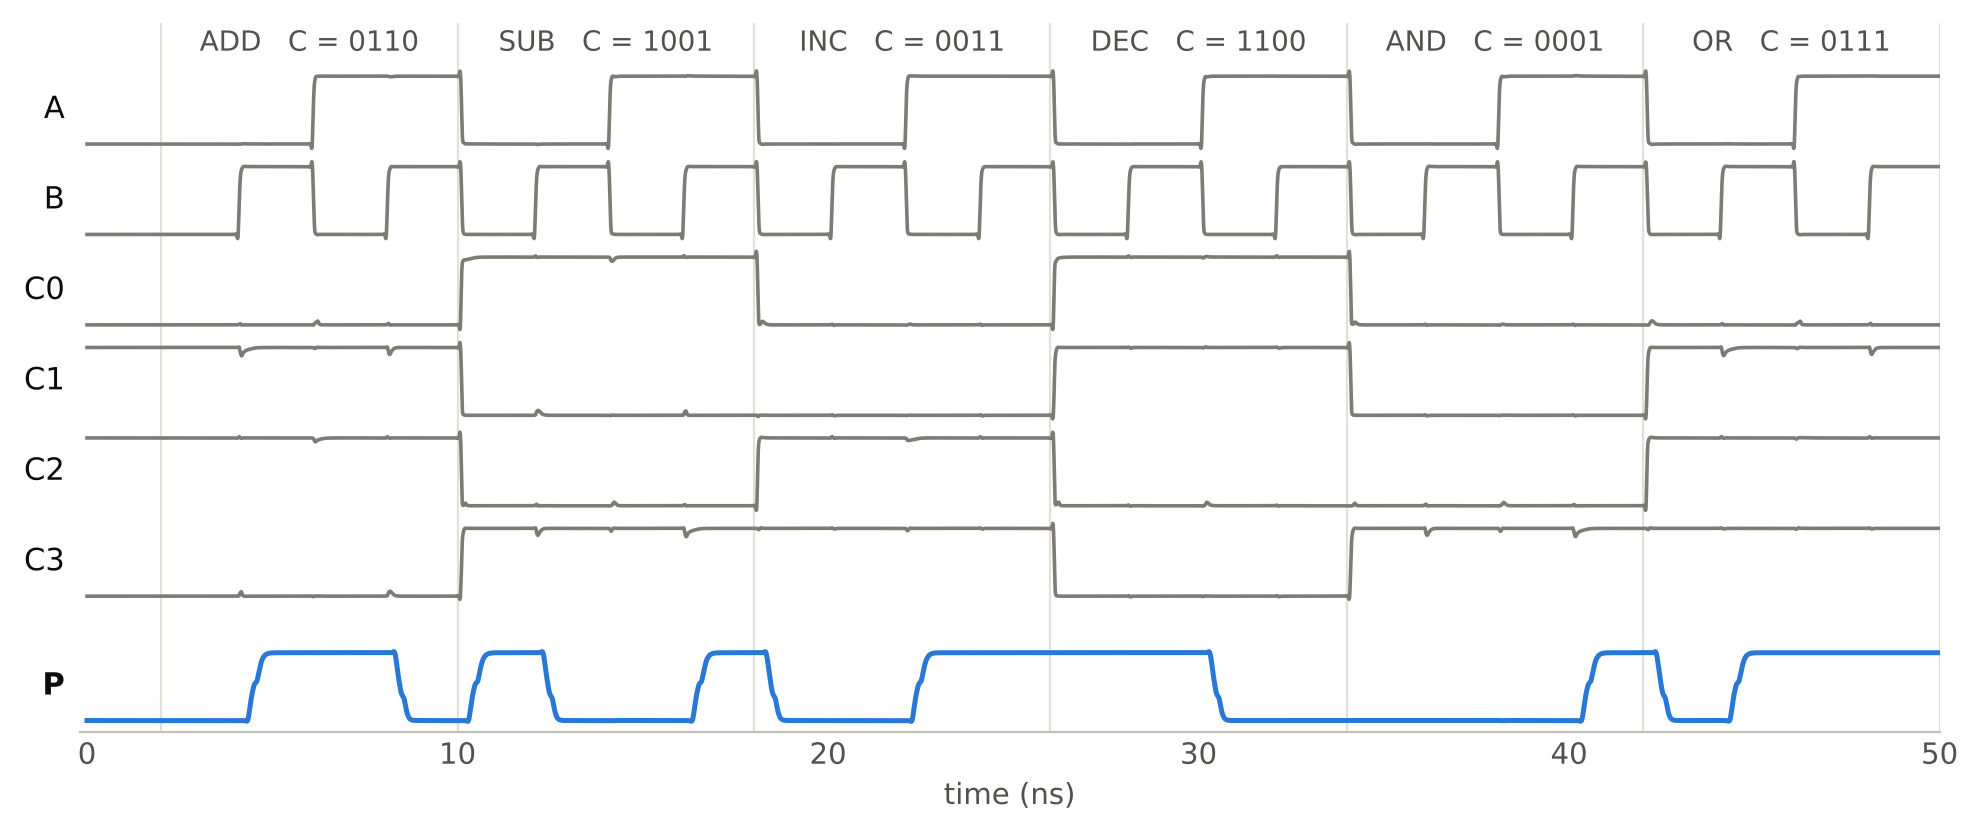 ADD C = 0110 SUB C = 1001 INC C = 0011 DEC C = 1100 AND C = 0001 OR C = 0111
A
B
C0
C1
C2
C3
P
0 10 20 30 40 50
time (ns)